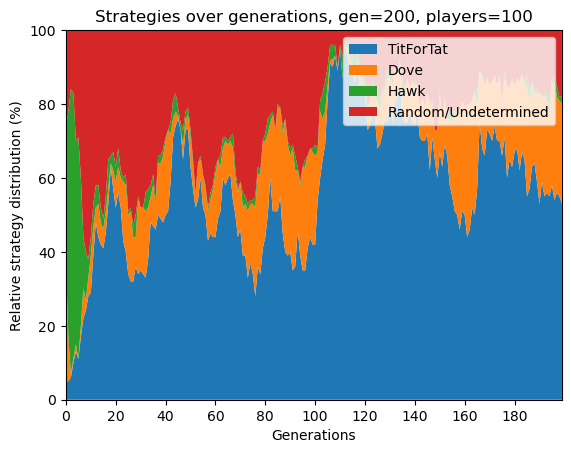 Strategies over generations, gen=200, players=100
Relative strategy distribution (%)
100
80
60
40
20
0
TitForTat
Dove
Hawk
Random/Undetermined
0 20 40 60 80 100 120 140 160 180
Generations